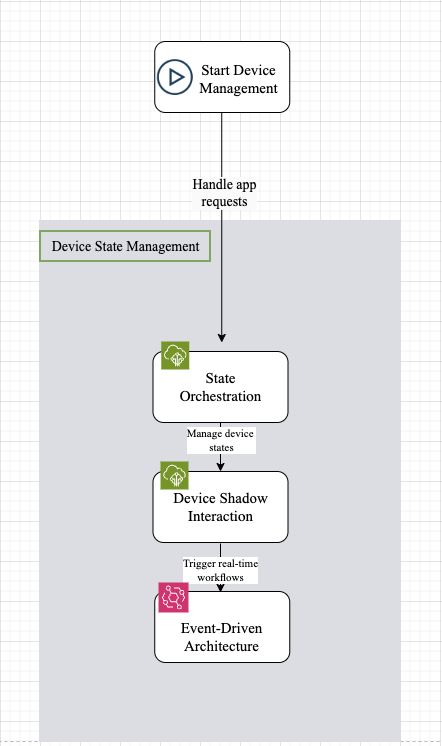 Start Device
Management
Handle app
requests
Device State Management
State
Orchestration
Manage device
states
Device Shadow
Interaction
Trigger real-time
workflows
Event-Driven
Architecture